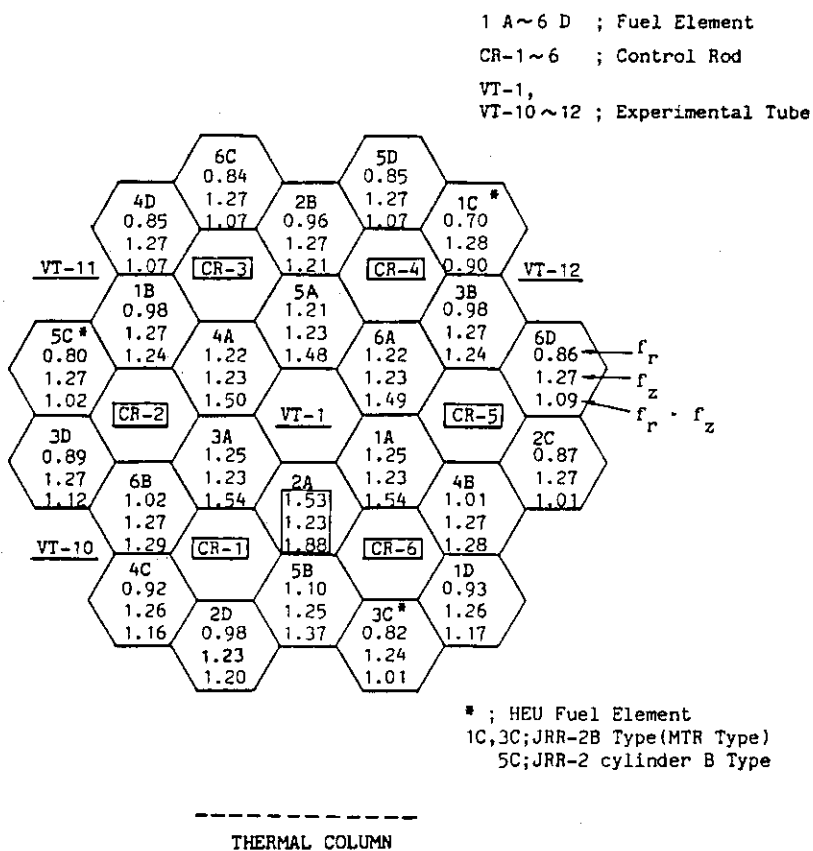 1 A~6 D ; Fuel Element
CR-1~6 ; Control Rod
VT-1,
VT-10~12 ; Experimental Tube
6C
0.84
1.27
1.07
5D
0.85
1.27
1.07
4D
0.85
1.27
1.07
2B
0.96
1.27
1.21
1C *
0.70
1.28
0.90
VT-11
CR-3
CR-4
VT-12
1B
0.98
1.27
1.24
5A
1.21
1.23
1.48
3B
0.98
1.27
1.24
5C *
0.80
1.27
1.02
4A
1.22
1.23
1.50
6A
1.22
1.23
1.49
6D
0.86
1.27
1.09
fr
fz
fr · fz
CR-2
VT-1
CR-5
3D
0.89
1.27
1.12
3A
1.25
1.23
1.54
1A
1.25
1.23
1.54
2C
0.87
1.27
1.01
6B
1.02
1.27
1.29
2A
1.53
1.23
1.88
4B
1.01
1.27
1.28
VT-10
CR-1
CR-6
4C
0.92
1.26
1.16
5B
1.10
1.25
1.37
1D
0.93
1.26
1.17
2D
0.98
1.23
1.20
3C *
0.82
1.24
1.01
* ; HEU Fuel Element
1C,3C;JRR-2B Type(MTR Type)
5C;JRR-2 cylinder B Type
THERMAL COLUMN